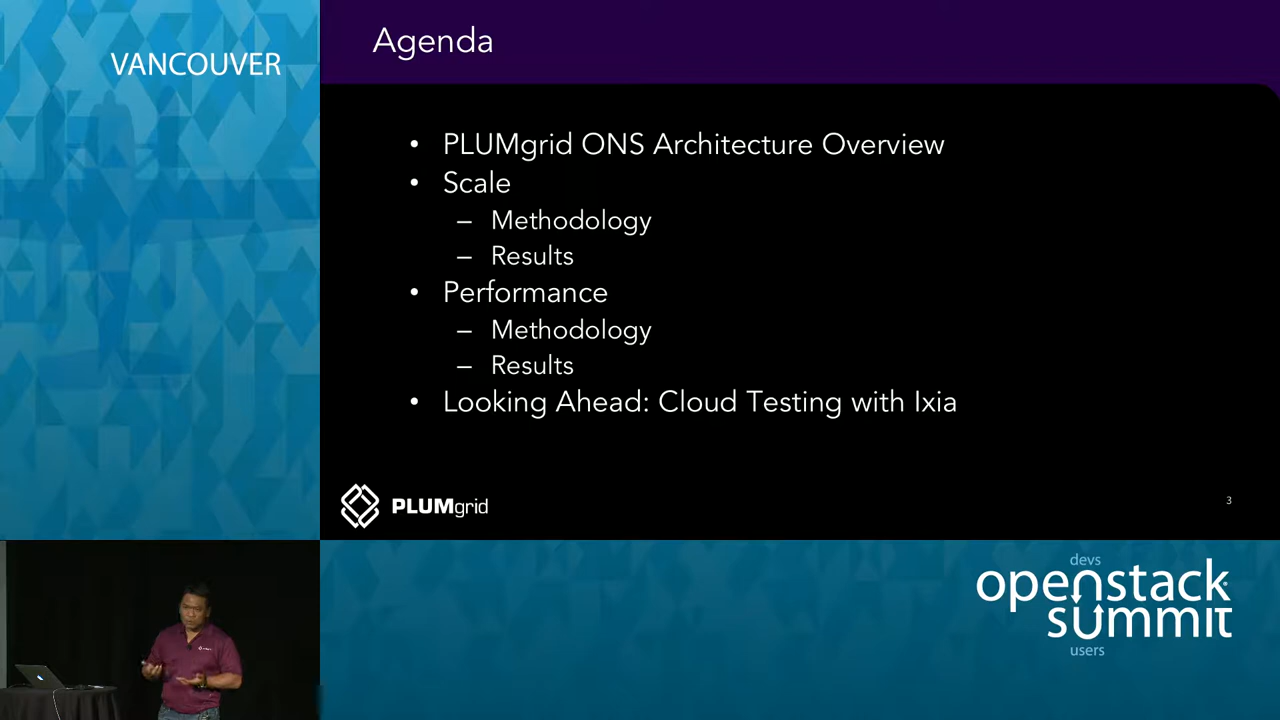 VANCOUVER
Agenda
• PLUMgrid ONS Architecture Overview
• Scale
– Methodology
– Results
• Performance
– Methodology
– Results
• Looking Ahead: Cloud Testing with Ixia
PLUMgrid
3
devs
openstack
summit
users